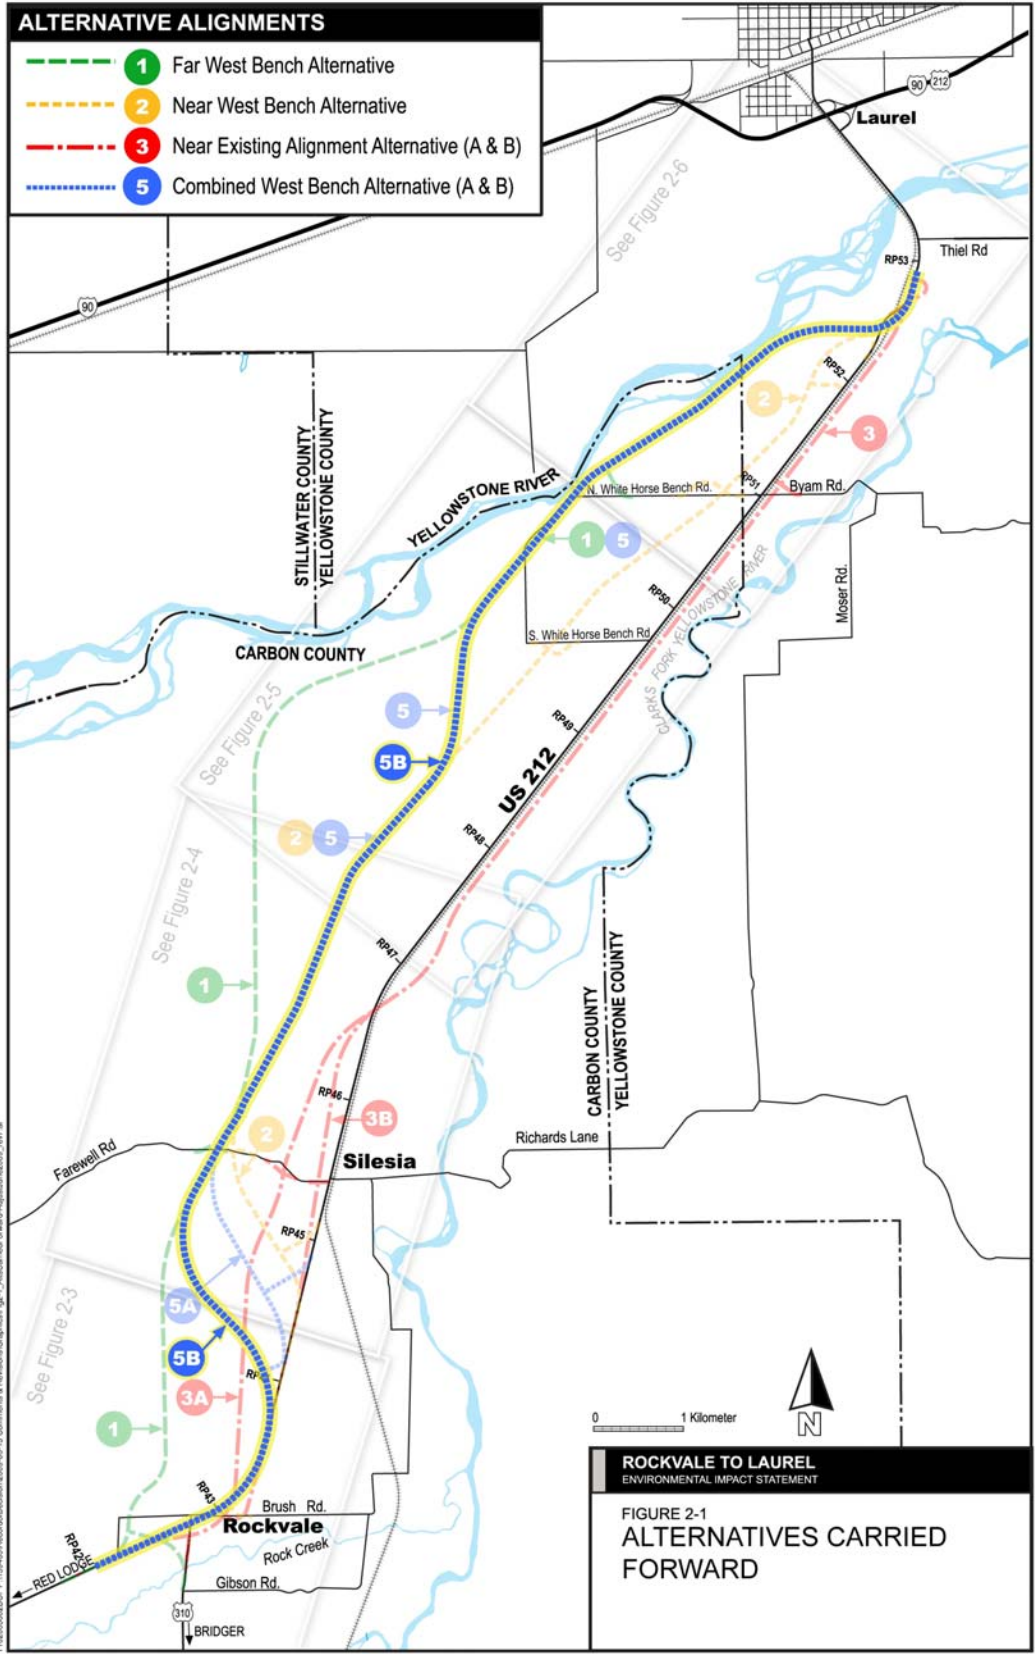 ALTERNATIVE ALIGNMENTS
1 Far West Bench Alternative
2 Near West Bench Alternative
3 Near Existing Alignment Alternative (A & B)
5 Combined West Bench Alternative (A & B)
90 212
Laurel
See Figure 2-6
RP53
Thiel Rd
90
RP52
2
3
STILLWATER COUNTY
YELLOWSTONE COUNTY
YELLOWSTONE RIVER
N. White Horse Bench Rd.
RP51
Byam Rd.
1 5
RP50
CLARKS FORK YELLOWSTONE RIVER
Moser Rd.
S. White Horse Bench Rd
CARBON COUNTY
See Figure 2-5
5
RP49
5B
US 212
2 5
RP48
See Figure 2-4
RP47
1
CARBON COUNTY
YELLOWSTONE COUNTY
RP46
3B
2
Richards Lane
Farewell Rd
Silesia
RP45
See Figure 2-3
5A
5B
3A
1
0 1 Kilometer
N
RP43
Brush Rd.
Rockvale
Rock Creek
RP42
RED LODGE
Gibson Rd.
310
BRIDGER
ROCKVALE TO LAUREL
ENVIRONMENTAL IMPACT STATEMENT
FIGURE 2-1
ALTERNATIVES CARRIED
FORWARD